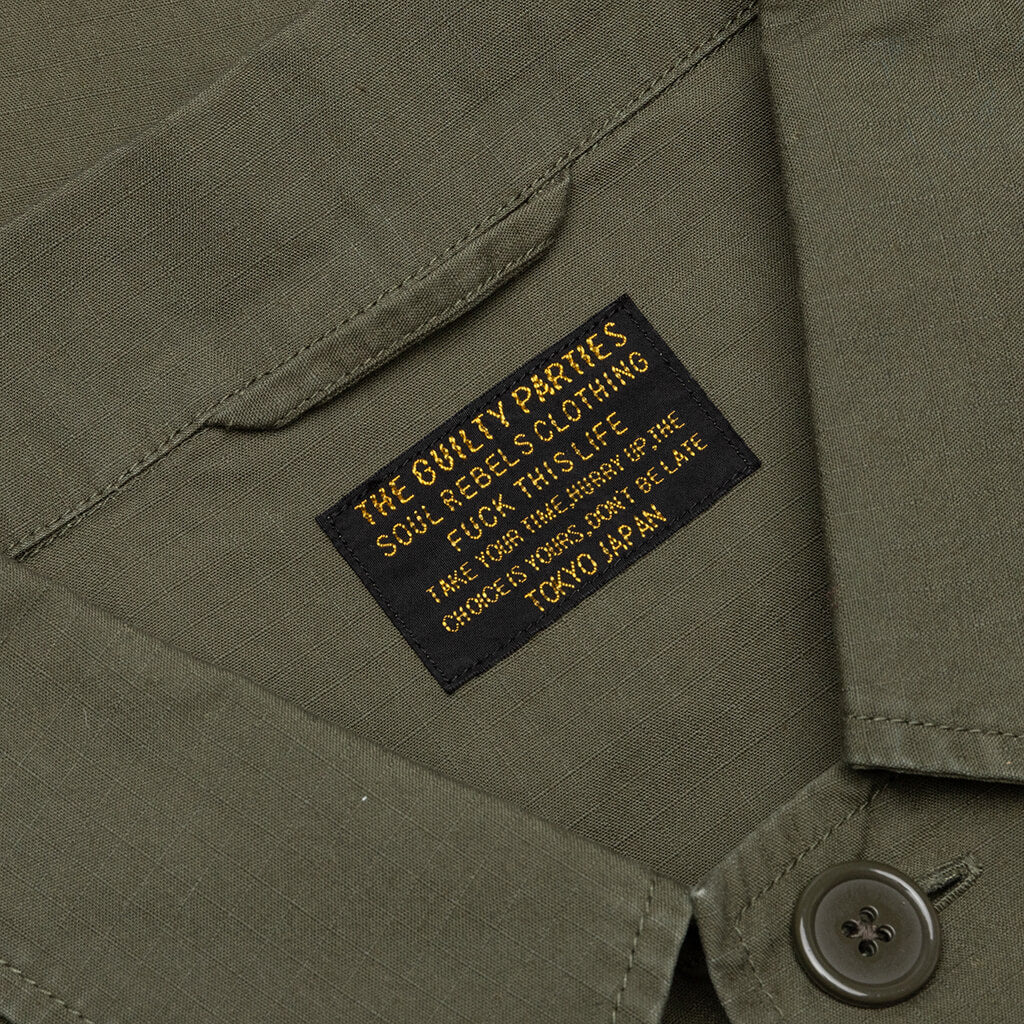 THE GUILTY PARTIES
SOUL REBELS CLOTHING
FUCK THIS LIFE
TAKE YOUR TIME, HURRY UP, THE
CHOICE IS YOURS, DON'T BE LATE
TOKYO JAPAN